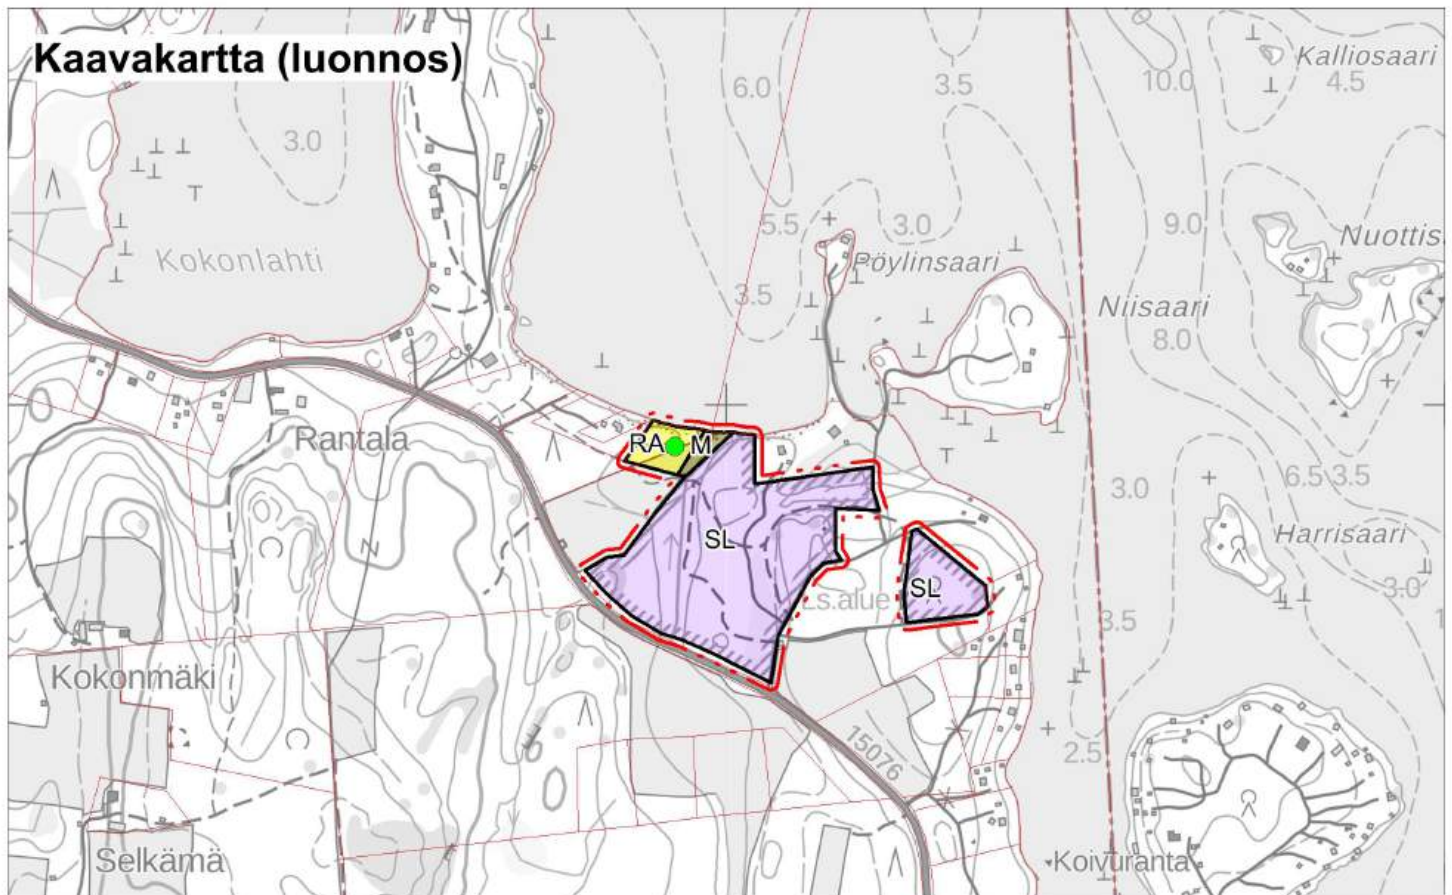 Kaavakartta (luonnos)
Kalliosaari
6.0
3.5
10.0
4.5
3.0
5.5
3.0
9.0
Nuottis
Kokonlahti
Pöylinsaari
3.5
Niisaari
8.0
Rantala
RA
M
6.5
3.5
3.0
SL
Harrisaari
SL
Ls.alue
3.0
3.5
Kokonmäki
15076
2.5
Selkämä
Koivuranta